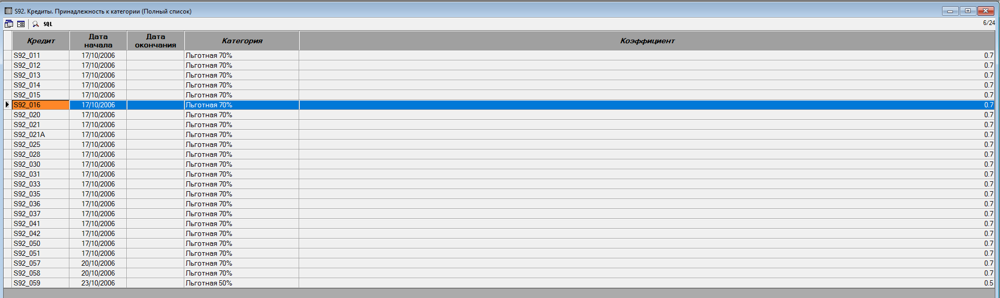 S92. Кредиты. Принадлежность к категории (Полный список)
SQL
6/24
Кредит Дата начала Дата окончания Категория Коэффициент
S92_011 17/10/2006 Льготная 70% 0.7
S92_012 17/10/2006 Льготная 70% 0.7
S92_013 17/10/2006 Льготная 70% 0.7
S92_014 17/10/2006 Льготная 70% 0.7
S92_015 17/10/2006 Льготная 70% 0.7
S92_016 17/10/2006 Льготная 70% 0.7
S92_020 17/10/2006 Льготная 70% 0.7
S92_021 17/10/2006 Льготная 70% 0.7
S92_021A 17/10/2006 Льготная 70% 0.7
S92_025 17/10/2006 Льготная 70% 0.7
S92_028 17/10/2006 Льготная 70% 0.7
S92_030 17/10/2006 Льготная 70% 0.7
S92_031 17/10/2006 Льготная 70% 0.7
S92_033 17/10/2006 Льготная 70% 0.7
S92_035 17/10/2006 Льготная 70% 0.7
S92_036 17/10/2006 Льготная 70% 0.7
S92_037 17/10/2006 Льготная 70% 0.7
S92_041 17/10/2006 Льготная 70% 0.7
S92_042 17/10/2006 Льготная 70% 0.7
S92_050 17/10/2006 Льготная 70% 0.7
S92_051 17/10/2006 Льготная 70% 0.7
S92_057 20/10/2006 Льготная 70% 0.7
S92_058 20/10/2006 Льготная 70% 0.7
S92_059 23/10/2006 Льготная 50% 0.5